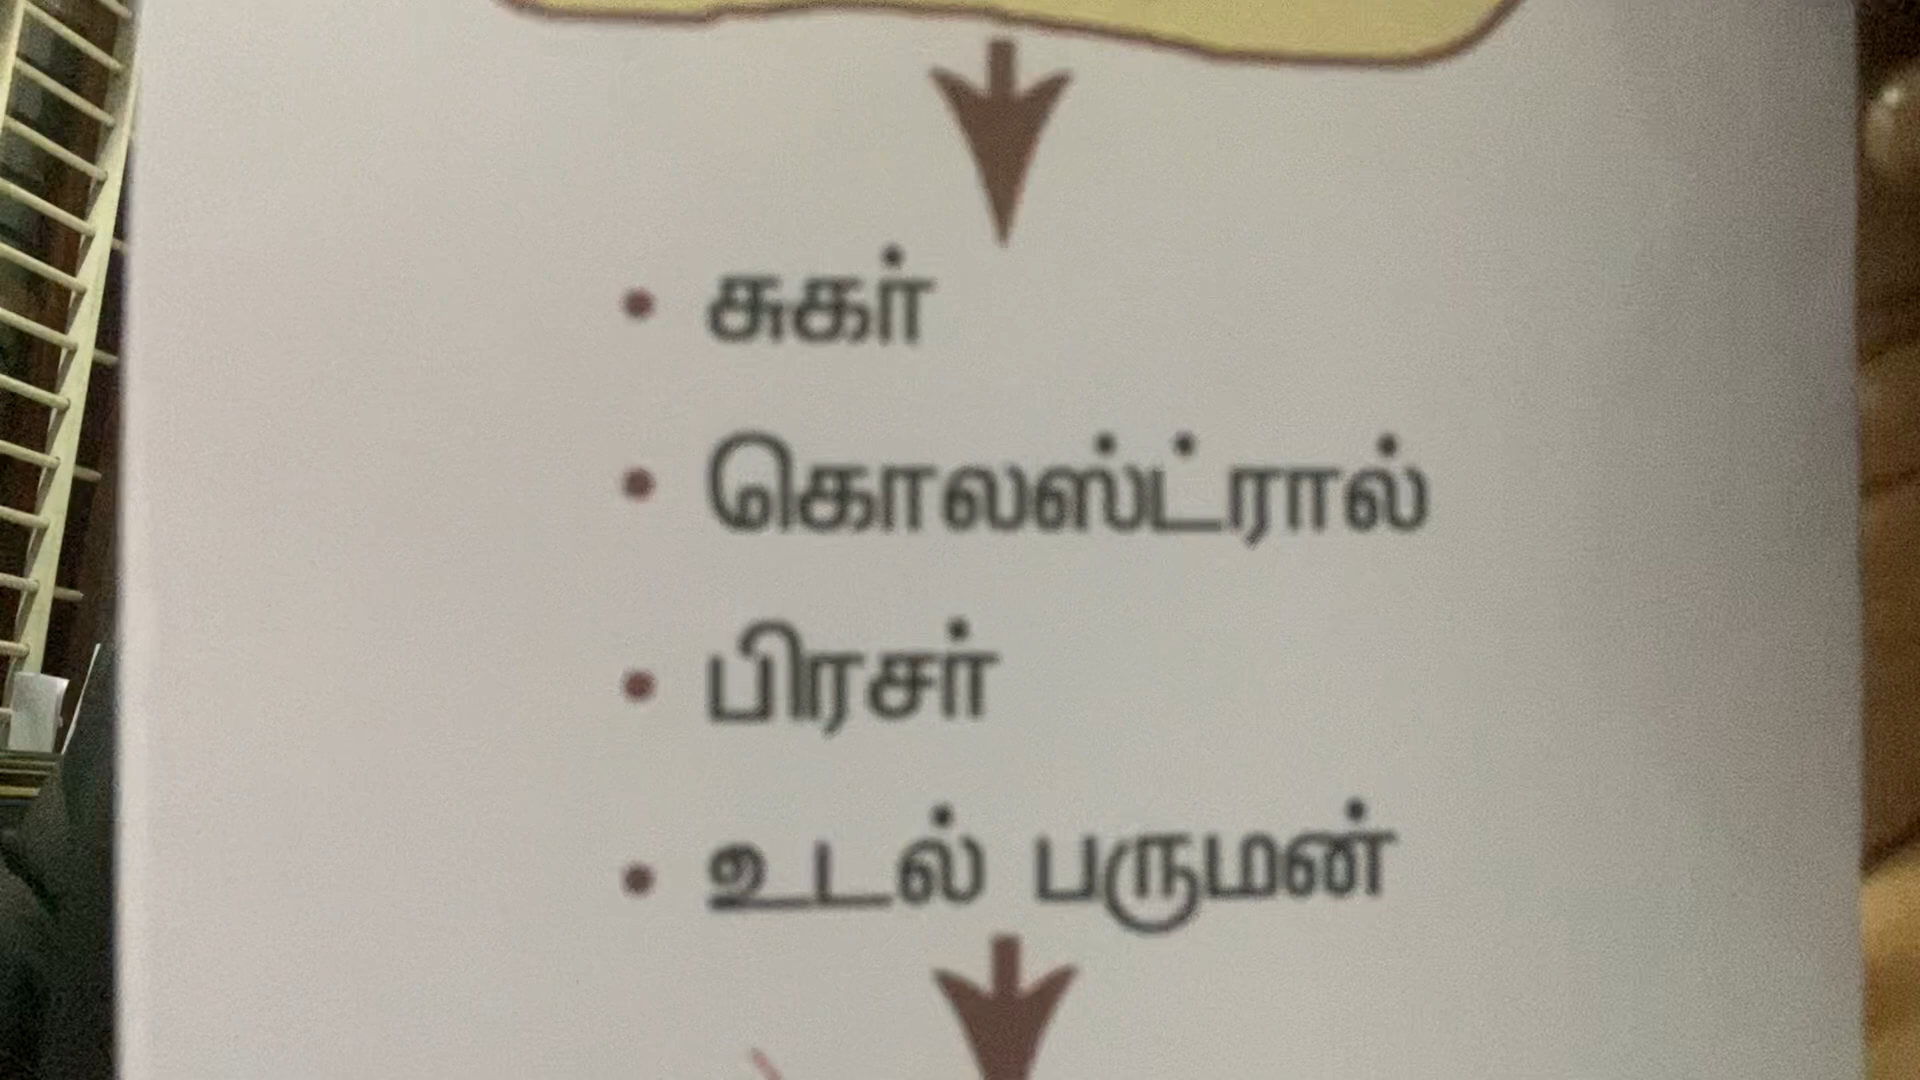 • சுகர்
• கொலஸ்ட்ரால்
• பிரசர்
• உடல் பருமன்